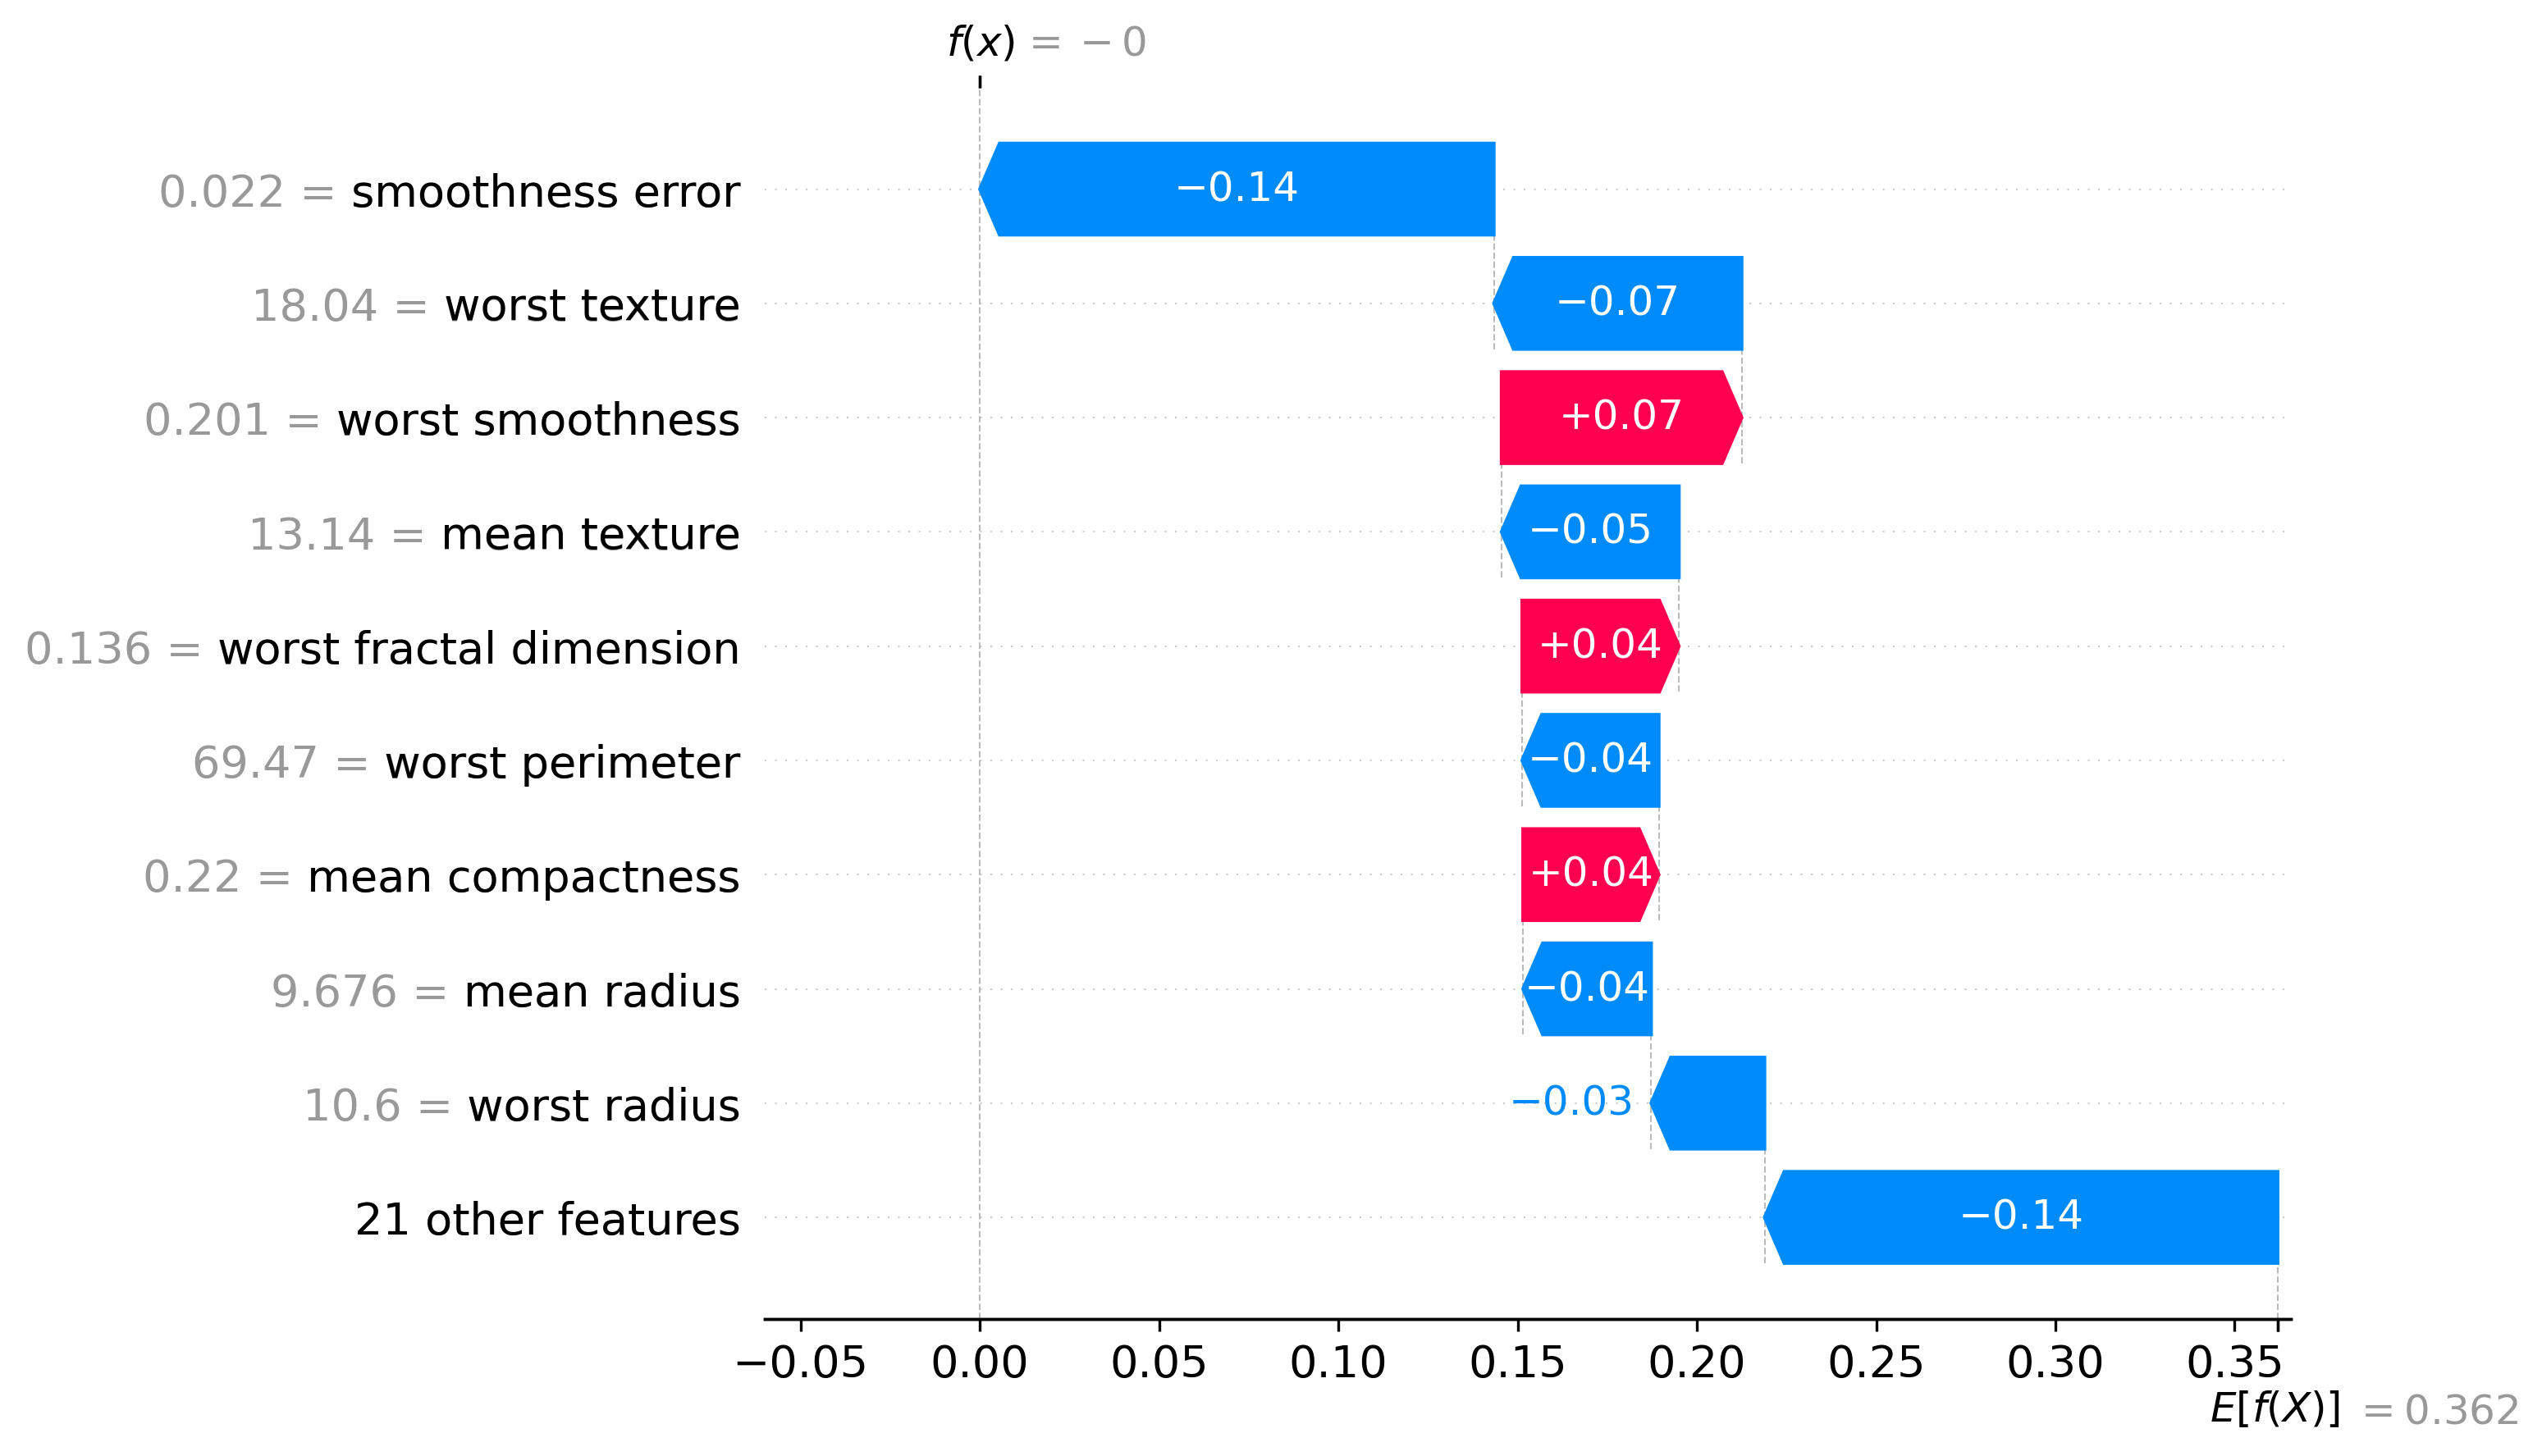 f(x) = −0
0.022 = smoothness error −0.14
18.04 = worst texture −0.07
0.201 = worst smoothness +0.07
13.14 = mean texture −0.05
0.136 = worst fractal dimension +0.04
69.47 = worst perimeter −0.04
0.22 = mean compactness +0.04
9.676 = mean radius −0.04
10.6 = worst radius −0.03
21 other features −0.14
−0.05 0.00 0.05 0.10 0.15 0.20 0.25 0.30 0.35
E[f(X)] = 0.362